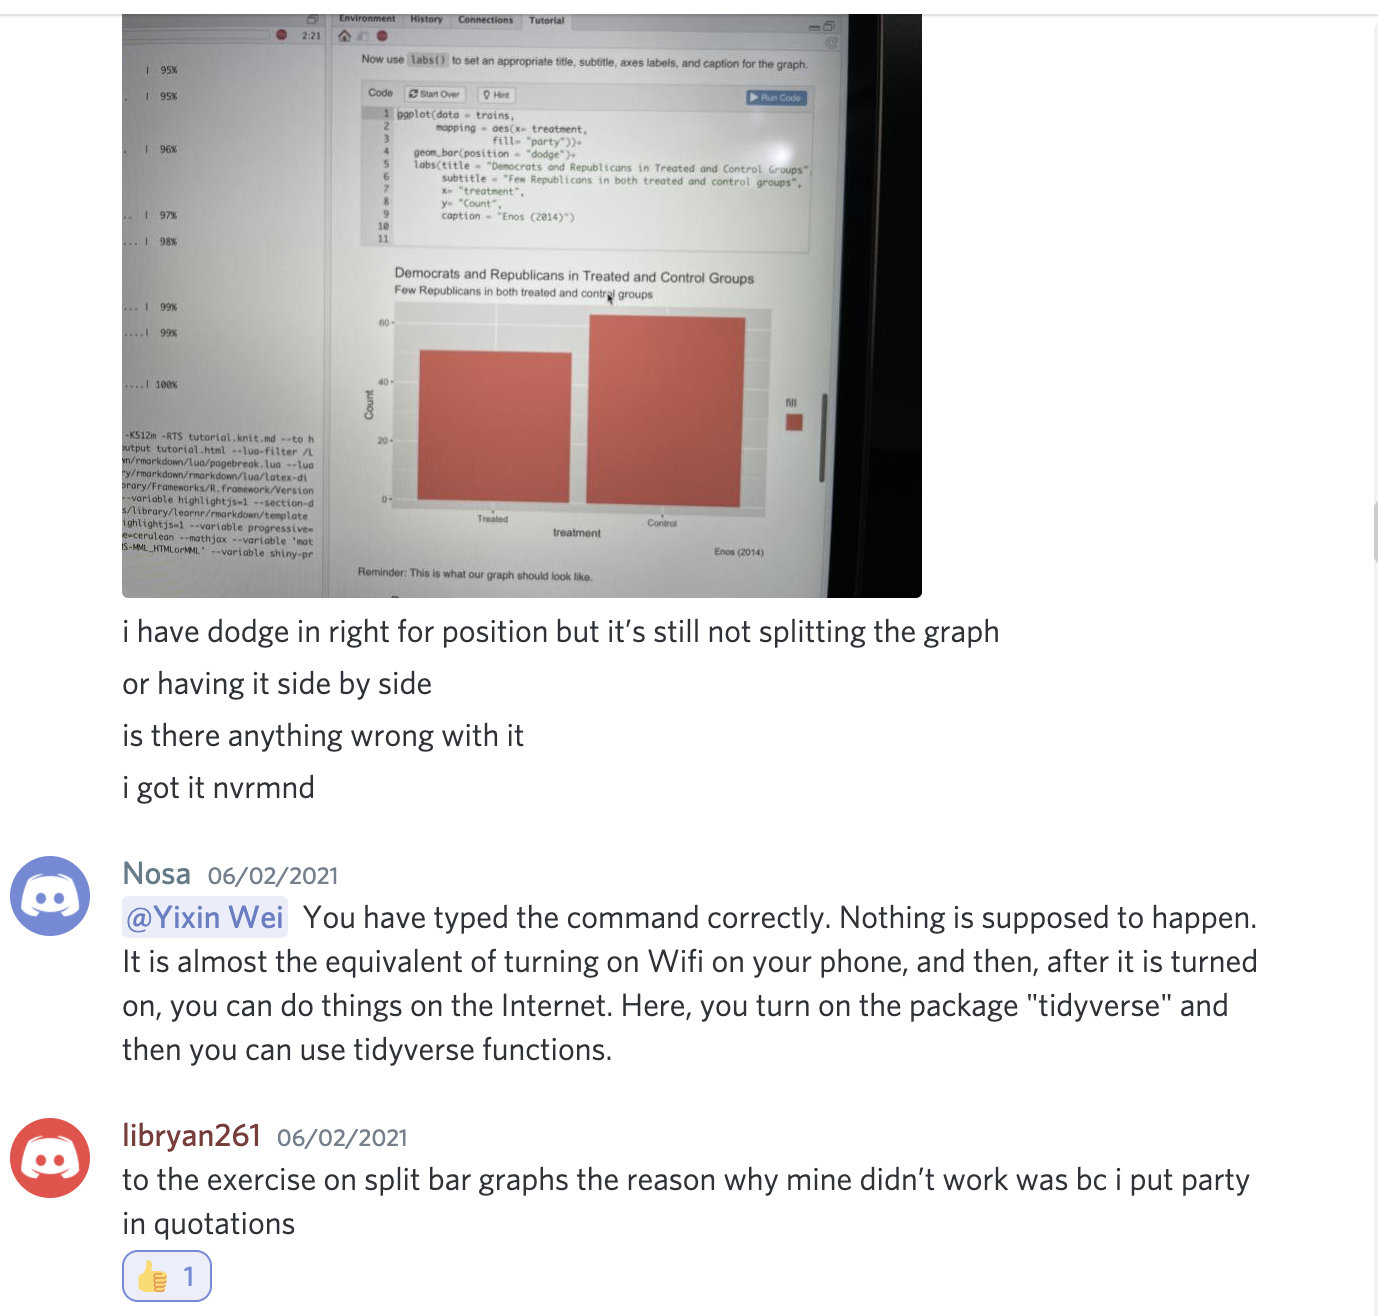 Environment History Connections Tutorial
2:21
95%
95%
96%
97%
98%
99%
99%
100%
-K512m -RTS tutorial.knit.md --to h
output tutorial.html --lua-filter /L
wn/rmarkdown/lua/pagebreak.lua --lua
ry/rmarkdown/rmarkdown/lua/latex-di
brary/Frameworks/R.framework/Version
--variable highlightjs=1 --section-d
s/library/learnr/rmarkdown/template
ighlightjs=1 --variable progressive=
e=cerulean --mathjax --variable 'mat
IS-MML_HTMLorMML' --variable shiny-pr
Now use labs() to set an appropriate title, subtitle, axes labels, and caption for the graph.
Code Start Over Hint Run Code
1 ggplot(data = trains,
2 mapping = aes(x= treatment,
3 fill= "party"))+
4 geom_bar(position = "dodge")+
5 labs(title = "Democrats and Republicans in Treated and Control Groups",
6 subtitle = "Few Republicans in both treated and control groups",
7 x= "treatment",
8 y= "Count",
9 caption = "Enos (2014)")
10
11
Democrats and Republicans in Treated and Control Groups
Few Republicans in both treated and control groups
60
40
20
0
Count
fill
Treated Control
treatment
Enos (2014)
Reminder: This is what our graph should look like.
i have dodge in right for position but it's still not splitting the graph
or having it side by side
is there anything wrong with it
i got it nvrmnd
Nosa 06/02/2021
@Yixin Wei You have typed the command correctly. Nothing is supposed to happen.
It is almost the equivalent of turning on Wifi on your phone, and then, after it is turned
on, you can do things on the Internet. Here, you turn on the package "tidyverse" and
then you can use tidyverse functions.
libryan261 06/02/2021
to the exercise on split bar graphs the reason why mine didn't work was bc i put party
in quotations
1